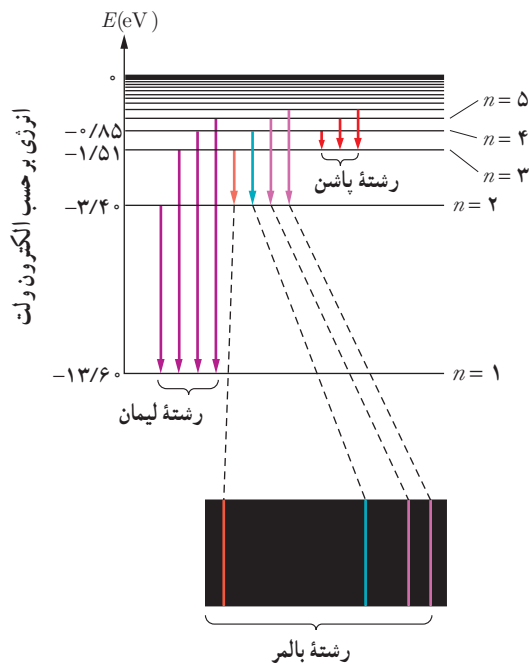 E(eV)
انرژی بر حسب الکترون ولت
۰
−۰/۸۵
−۱/۵۱
−۳/۴۰
−۱۳/۶۰
n = ۵
n = ۴
n = ۳
n = ۲
n = ۱
رشتهٔ پاشن
رشتهٔ لیمان
رشتهٔ بالمر